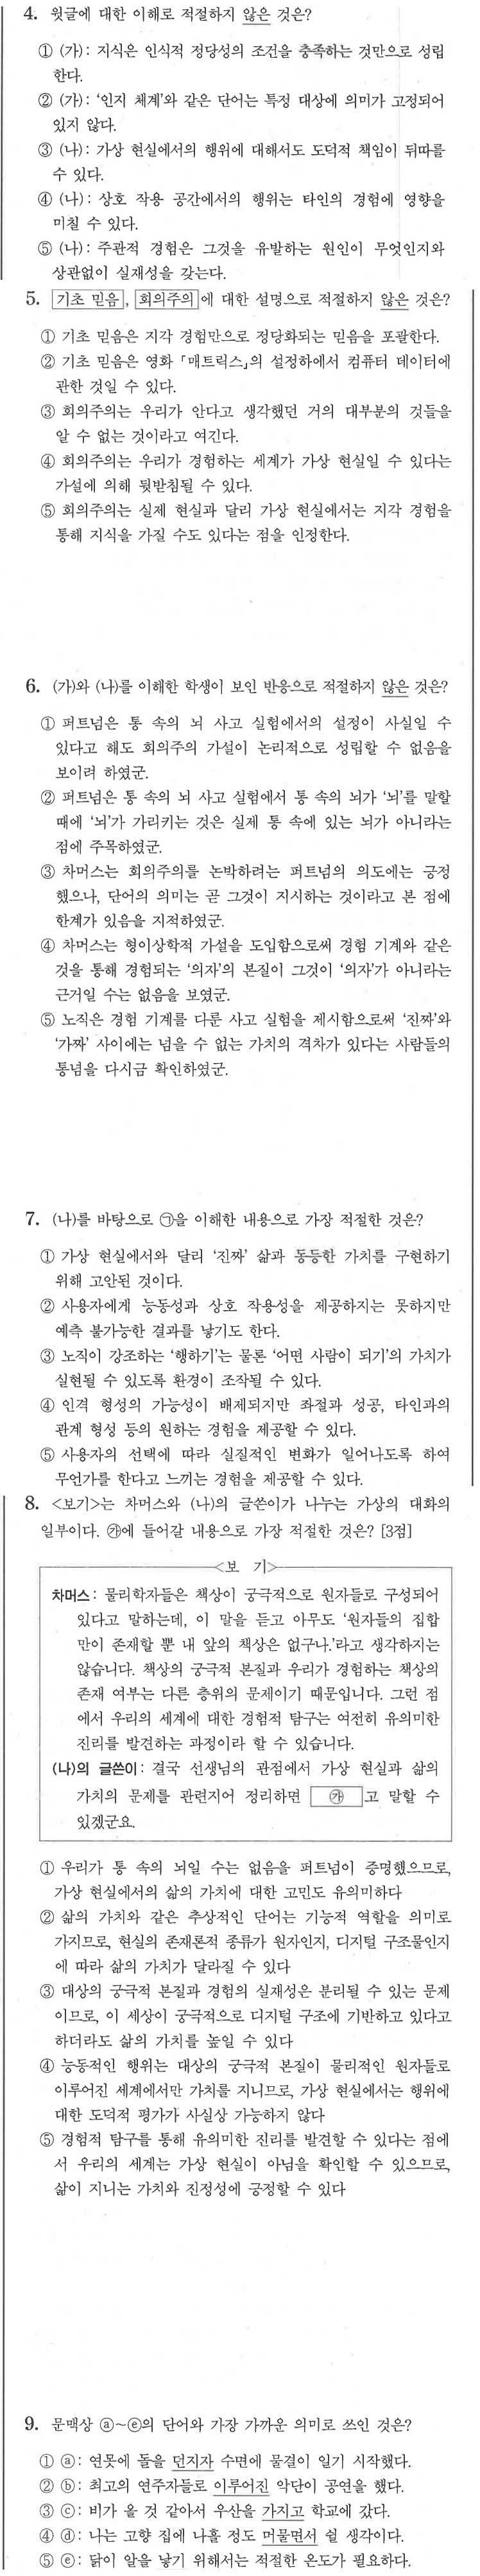 4. 윗글에 대한 이해로 적절하지 않은 것은?
① (가): 지식은 인식적 정당성의 조건을 충족하는 것만으로 성립
한다.
② (가): ‘인지 체계’와 같은 단어는 특정 대상에 의미가 고정되어
있지 않다.
③ (나): 가상 현실에서의 행위에 대해서도 도덕적 책임이 뒤따를
수 있다.
④ (나): 상호 작용 공간에서의 행위는 타인의 경험에 영향을
미칠 수 있다.
⑤ (나): 주관적 경험은 그것을 유발하는 원인이 무엇인지와
상관없이 실재성을 갖는다.
5. 기초 믿음, 회의주의에 대한 설명으로 적절하지 않은 것은?
① 기초 믿음은 지각 경험만으로 정당화되는 믿음을 포괄한다.
② 기초 믿음은 영화 「매트릭스」의 설정하에서 컴퓨터 데이터에
관한 것일 수 있다.
③ 회의주의는 우리가 안다고 생각했던 거의 대부분의 것들을
알 수 없는 것이라고 여긴다.
④ 회의주의는 우리가 경험하는 세계가 가상 현실일 수 있다는
가설에 의해 뒷받침될 수 있다.
⑤ 회의주의는 실제 현실과 달리 가상 현실에서는 지각 경험을
통해 지식을 가질 수도 있다는 점을 인정한다.
6. (가)와 (나)를 이해한 학생이 보인 반응으로 적절하지 않은 것은?
① 퍼트넘은 통 속의 뇌 사고 실험에서의 설정이 사실일 수
있다고 해도 회의주의 가설이 논리적으로 성립할 수 없음을
보이려 하였군.
② 퍼트넘은 통 속의 뇌 사고 실험에서 통 속의 뇌가 ‘뇌’를 말할
때에 ‘뇌’가 가리키는 것은 실제 통 속에 있는 뇌가 아니라는
점에 주목하였군.
③ 차머스는 회의주의를 논박하려는 퍼트넘의 의도에는 긍정
했으나, 단어의 의미는 곧 그것이 지시하는 것이라고 본 점에
한계가 있음을 지적하였군.
④ 차머스는 형이상학적 가설을 도입함으로써 경험 기계와 같은
것을 통해 경험되는 ‘의자’의 본질이 그것이 ‘의자’가 아니라는
근거일 수는 없음을 보였군.
⑤ 노직은 경험 기계를 다룬 사고 실험을 제시함으로써 ‘진짜’와
‘가짜’ 사이에는 넘을 수 없는 가치의 격차가 있다는 사람들의
통념을 다시금 확인하였군.
7. (나)를 바탕으로 ㉠을 이해한 내용으로 가장 적절한 것은?
① 가상 현실에서와 달리 ‘진짜’ 삶과 동등한 가치를 구현하기
위해 고안된 것이다.
② 사용자에게 능동성과 상호 작용성을 제공하지는 못하지만
예측 불가능한 결과를 낳기도 한다.
③ 노직이 강조하는 ‘행하기’는 물론 ‘어떤 사람이 되기’의 가치가
실현될 수 있도록 환경이 조작될 수 있다.
④ 인격 형성의 가능성이 배제되지만 좌절과 성공, 타인과의
관계 형성 등의 원하는 경험을 제공할 수 있다.
⑤ 사용자의 선택에 따라 실질적인 변화가 일어나도록 하여
무언가를 한다고 느끼는 경험을 제공할 수 있다.
8. <보기>는 차머스와 (나)의 글쓴이가 나누는 가상의 대화의
일부이다. ㉮에 들어갈 내용으로 가장 적절한 것은? [3점]
<보 기>
차머스: 물리학자들은 책상이 궁극적으로 원자들로 구성되어
있다고 말하는데, 이 말을 듣고 아무도 ‘원자들의 집합
만이 존재할 뿐 내 앞의 책상은 없구나.’라고 생각하지는
않습니다. 책상의 궁극적 본질과 우리가 경험하는 책상의
존재 여부는 다른 층위의 문제이기 때문입니다. 그런 점
에서 우리의 세계에 대한 경험적 탐구는 여전히 유의미한
진리를 발견하는 과정이라 할 수 있습니다.
(나)의 글쓴이: 결국 선생님의 관점에서 가상 현실과 삶의
가치의 문제를 관련지어 정리하면 ㉮ 고 말할 수
있겠군요.
① 우리가 통 속의 뇌일 수는 없음을 퍼트넘이 증명했으므로,
가상 현실에서의 삶의 가치에 대한 고민도 유의미하다
② 삶의 가치와 같은 추상적인 단어는 기능적 역할을 의미로
가지므로, 현실의 존재론적 종류가 원자인지, 디지털 구조물인지
에 따라 삶의 가치가 달라질 수 있다
③ 대상의 궁극적 본질과 경험의 실재성은 분리될 수 있는 문제
이므로, 이 세상이 궁극적으로 디지털 구조에 기반하고 있다고
하더라도 삶의 가치를 높일 수 있다
④ 능동적인 행위는 대상의 궁극적 본질이 물리적인 원자들로
이루어진 세계에서만 가치를 지니므로, 가상 현실에서는 행위에
대한 도덕적 평가가 사실상 가능하지 않다
⑤ 경험적 탐구를 통해 유의미한 진리를 발견할 수 있다는 점에
서 우리의 세계는 가상 현실이 아님을 확인할 수 있으므로,
삶이 지니는 가치와 진정성에 긍정할 수 있다
9. 문맥상 ⓐ~ⓔ의 단어와 가장 가까운 의미로 쓰인 것은?
① ⓐ: 연못에 돌을 던지자 수면에 물결이 일기 시작했다.
② ⓑ: 최고의 연주자들로 이루어진 악단이 공연을 했다.
③ ⓒ: 비가 올 것 같아서 우산을 가지고 학교에 갔다.
④ ⓓ: 나는 고향 집에 나흘 정도 머물면서 쉴 생각이다.
⑤ ⓔ: 닭이 알을 낳기 위해서는 적절한 온도가 필요하다.